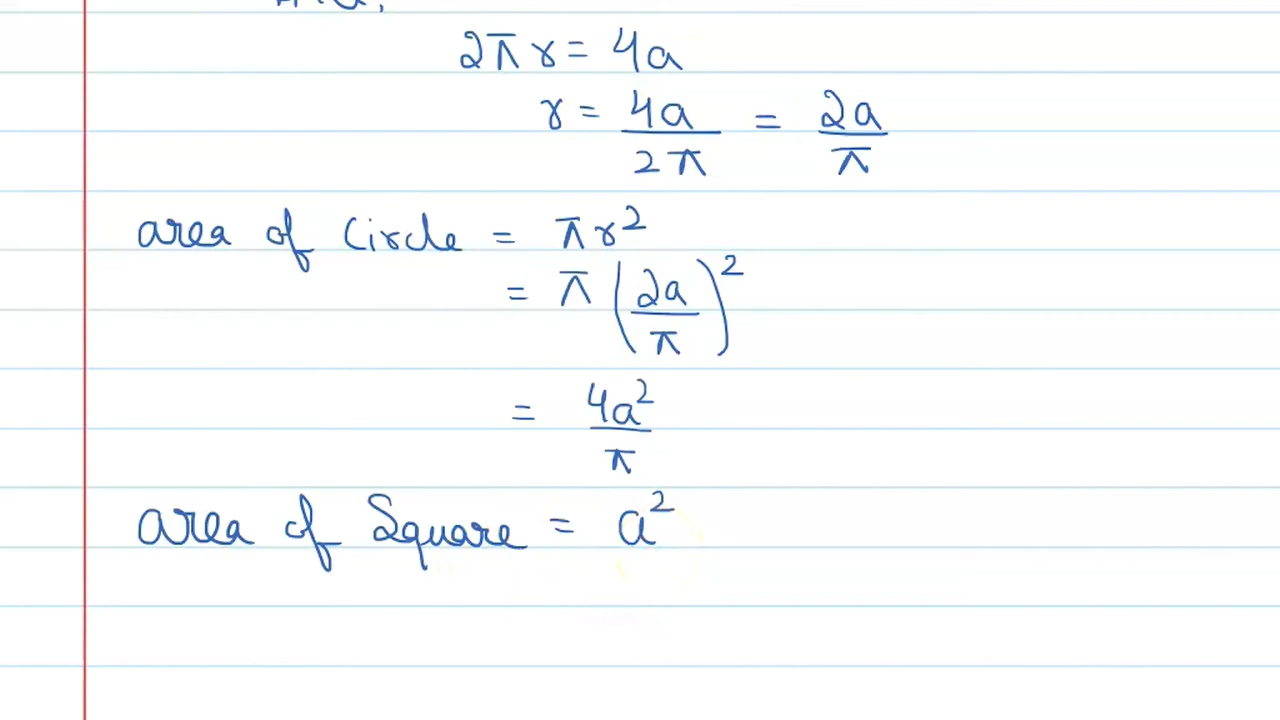 2πr = 4a
r = 4a/2π = 2a/π
area of Circle = πr²
= π (2a/π)²
= 4a²/π
area of Square = a²